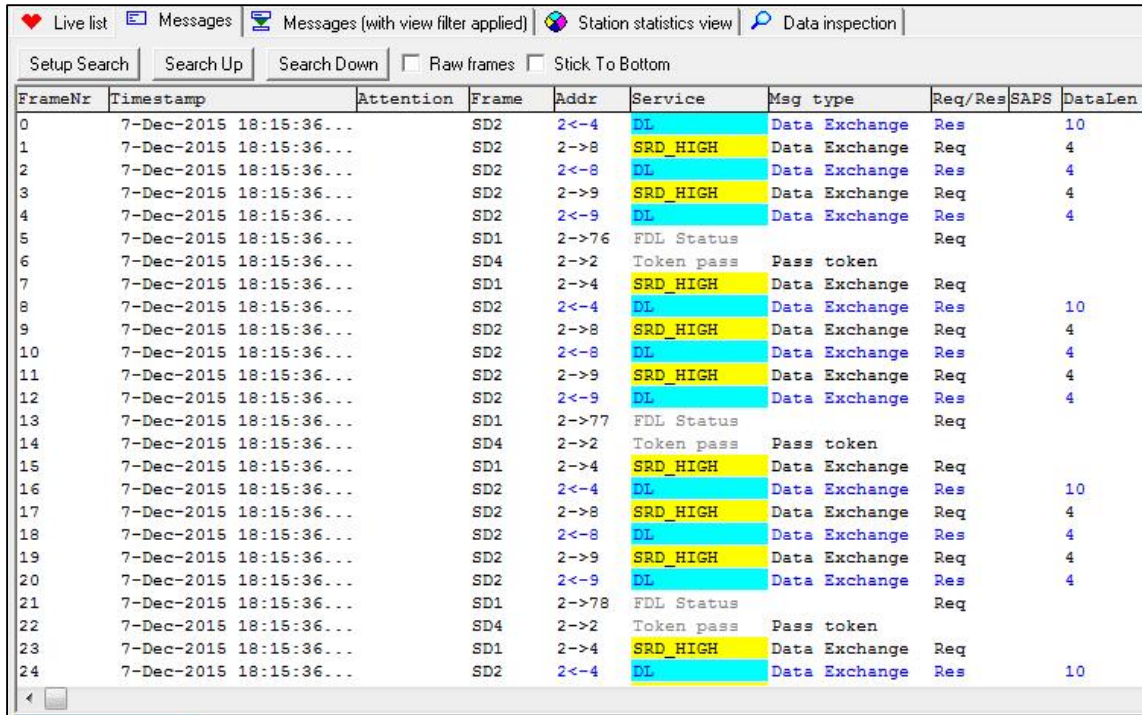 Live list Messages Messages (with view filter applied) Station statistics view Data inspection
Setup Search Search Up Search Down Raw frames Stick To Bottom
FrameNr Timestamp Attention Frame Addr Service Msg type Req/Res SAPS DataLen
0 7-Dec-2015 18:15:36... SD2 2<-4 DL Data Exchange Res 10
1 7-Dec-2015 18:15:36... SD2 2->8 SRD_HIGH Data Exchange Req 4
2 7-Dec-2015 18:15:36... SD2 2<-8 DL Data Exchange Res 4
3 7-Dec-2015 18:15:36... SD2 2->9 SRD_HIGH Data Exchange Req 4
4 7-Dec-2015 18:15:36... SD2 2<-9 DL Data Exchange Res 4
5 7-Dec-2015 18:15:36... SD1 2->76 FDL Status Req
6 7-Dec-2015 18:15:36... SD4 2->2 Token pass Pass token
7 7-Dec-2015 18:15:36... SD1 2->4 SRD_HIGH Data Exchange Req
8 7-Dec-2015 18:15:36... SD2 2<-4 DL Data Exchange Res 10
9 7-Dec-2015 18:15:36... SD2 2->8 SRD_HIGH Data Exchange Req 4
10 7-Dec-2015 18:15:36... SD2 2<-8 DL Data Exchange Res 4
11 7-Dec-2015 18:15:36... SD2 2->9 SRD_HIGH Data Exchange Req 4
12 7-Dec-2015 18:15:36... SD2 2<-9 DL Data Exchange Res 4
13 7-Dec-2015 18:15:36... SD1 2->77 FDL Status Req
14 7-Dec-2015 18:15:36... SD4 2->2 Token pass Pass token
15 7-Dec-2015 18:15:36... SD1 2->4 SRD_HIGH Data Exchange Req
16 7-Dec-2015 18:15:36... SD2 2<-4 DL Data Exchange Res 10
17 7-Dec-2015 18:15:36... SD2 2->8 SRD_HIGH Data Exchange Req 4
18 7-Dec-2015 18:15:36... SD2 2<-8 DL Data Exchange Res 4
19 7-Dec-2015 18:15:36... SD2 2->9 SRD_HIGH Data Exchange Req 4
20 7-Dec-2015 18:15:36... SD2 2<-9 DL Data Exchange Res 4
21 7-Dec-2015 18:15:36... SD1 2->78 FDL Status Req
22 7-Dec-2015 18:15:36... SD4 2->2 Token pass Pass token
23 7-Dec-2015 18:15:36... SD1 2->4 SRD_HIGH Data Exchange Req
24 7-Dec-2015 18:15:36... SD2 2<-4 DL Data Exchange Res 10